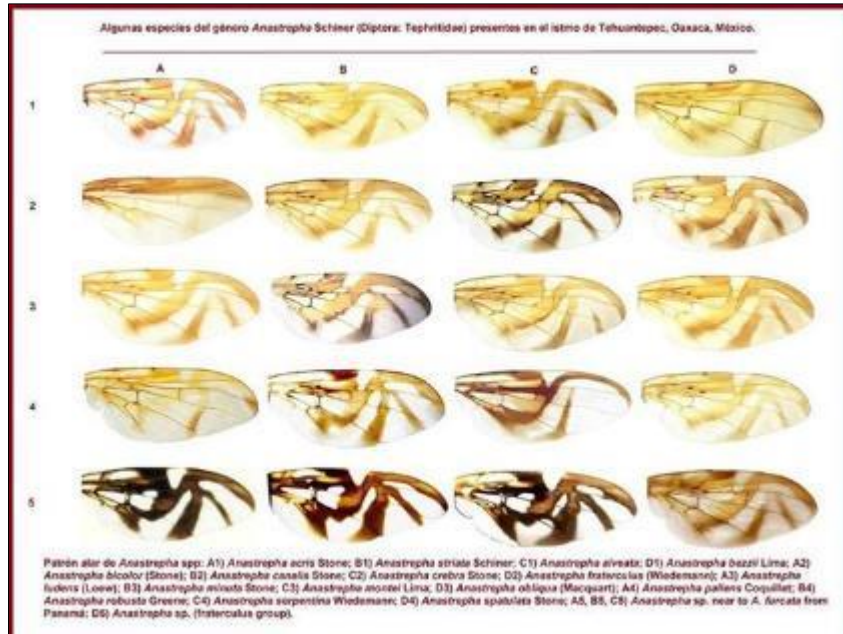 Algunas especies del género Anastrepha Schiner (Diptera: Tephritidae) presentes en el istmo de Tehuantepec, Oaxaca, México.
A B C D
1
2
3
4
5
Patrón alar de Anastrepha spp: A1) Anastrepha acris Stone; B1) Anastrepha striata Schiner; C1) Anastrepha alveata; D1) Anastrepha bezzii Lima; A2)
Anastrepha bicolor (Stone); B2) Anastrepha canalis Stone; C2) Anastrepha crebra Stone; D2) Anastrepha fraterculus (Wiedemann); A3) Anastrepha
ludens (Loew); B3) Anastrepha minuta Stone; C3) Anastrepha montei Lima; D3) Anastrepha obliqua (Macquart); A4) Anastrepha pallens Coquillat; B4)
Anastrepha robusta Greene; C4) Anastrepha serpentina Wiedemann; D4) Anastrepha spatulata Stone; A5, B5, C5) Anastrepha sp. near to A. furcata from
Panamá; D5) Anastrepha sp. (fraterculus group).